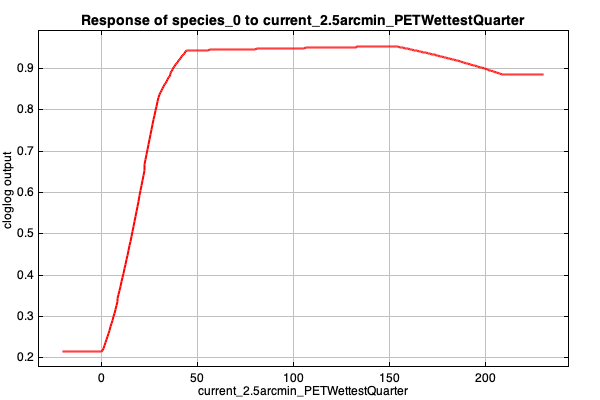 Response of species_0 to current_2.5arcmin_PETWettestQuarter
0.9
0.8
0.7
0.6
0.5
0.4
0.3
0.2
cloglog output
0 50 100 150 200
current_2.5arcmin_PETWettestQuarter